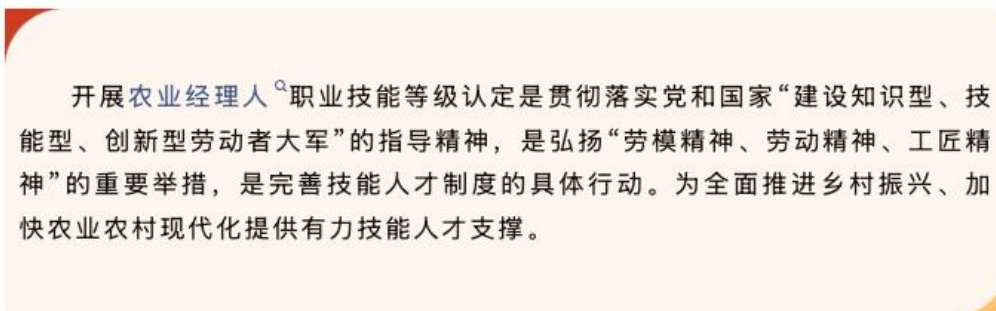 开展农业经理人职业技能等级认定是贯彻落实党和国家“建设知识型、技
能型、创新型劳动者大军”的指导精神，是弘扬“劳模精神、劳动精神、工匠精
神”的重要举措，是完善技能人才制度的具体行动。为全面推进乡村振兴、加
快农业农村现代化提供有力技能人才支撑。